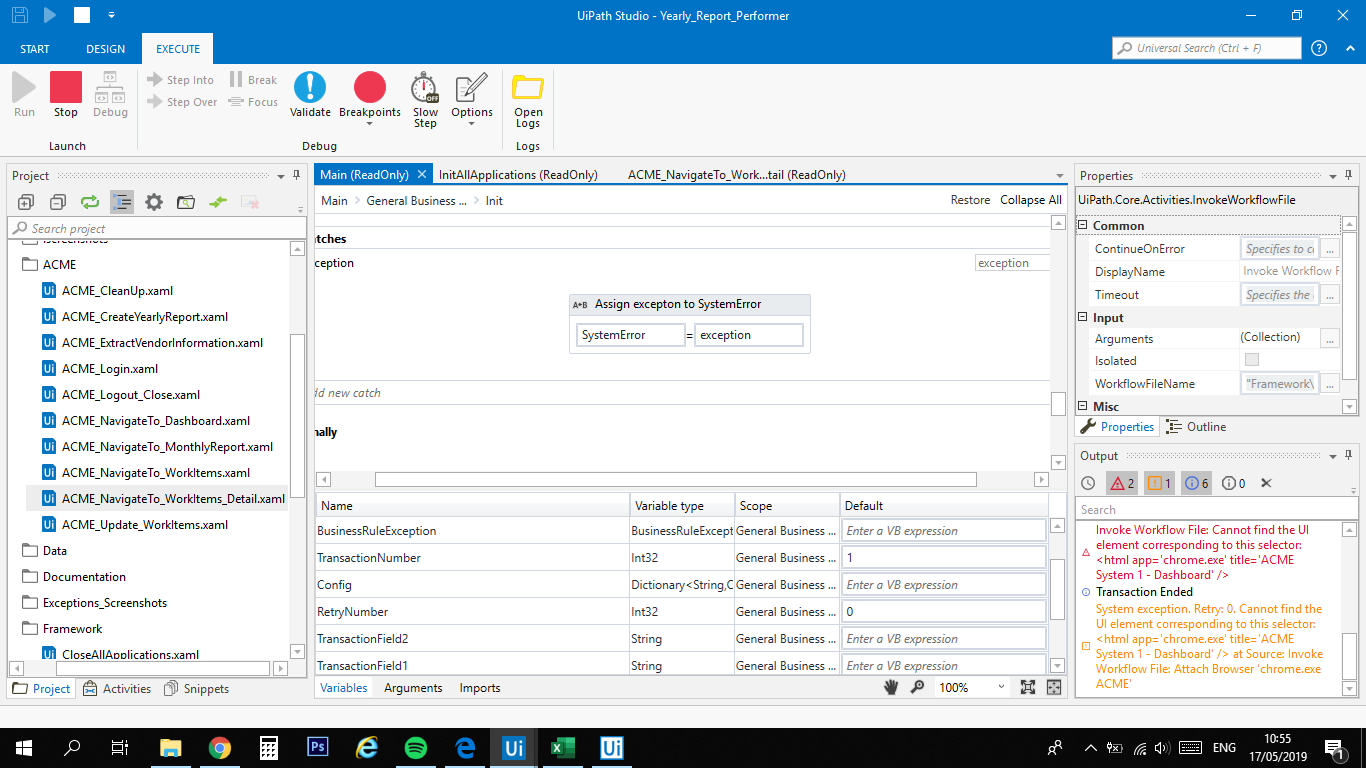 UiPath Studio - Yearly_Report_Performer
START DESIGN EXECUTE
Universal Search (Ctrl + F)
Run Stop Debug
Step Into Break
Step Over Focus
Validate Breakpoints Slow Step Options Open Logs
OFF
Launch Debug Logs
Project
Search project
ACME
ACME_CleanUp.xaml
ACME_CreateYearlyReport.xaml
ACME_ExtractVendorInformation.xaml
ACME_Login.xaml
ACME_Logout_Close.xaml
ACME_NavigateTo_Dashboard.xaml
ACME_NavigateTo_MonthlyReport.xaml
ACME_NavigateTo_WorkItems.xaml
ACME_NavigateTo_WorkItems_Detail.xaml
ACME_Update_WorkItems.xaml
Data
Documentation
Exceptions_Screenshots
Framework
CloseAllApplications.xaml
Project Activities Snippets
Main (ReadOnly) InitAllApplications (ReadOnly) ACME_NavigateTo_Work...tail (ReadOnly)
Main > General Business ... > Init
Restore Collapse All
tches
ception
exception
A+B Assign excepton to SystemError
SystemError = exception
dd new catch
nally
Name Variable type Scope Default
BusinessRuleException BusinessRuleExcept General Business ... Enter a VB expression
TransactionNumber Int32 General Business ... 1
Config Dictionary<String,O General Business ... Enter a VB expression
RetryNumber Int32 General Business ... 0
TransactionField2 String General Business ... Enter a VB expression
TransactionField1 String General Business ... Enter a VB expression
Variables Arguments Imports
100%
Properties
UiPath.Core.Activities.InvokeWorkflowFile
Common
ContinueOnError Specifies to c ...
DisplayName Invoke Workflow F
Timeout Specifies the ...
Input
Arguments (Collection) ...
Isolated
WorkflowFileName "Framework\ ...
Misc
Properties Outline
Output
2 1 6 0
Search
Invoke Workflow File: Cannot find the UI
element corresponding to this selector:
<html app='chrome.exe' title='ACME
System 1 - Dashboard' />
Transaction Ended
System exception. Retry: 0. Cannot find the
UI element corresponding to this selector:
<html app='chrome.exe' title='ACME
System 1 - Dashboard' /> at Source: Invoke
Workflow File: Attach Browser 'chrome.exe
ACME'
Ps Ui Ui
ENG
10:55
17/05/2019
1